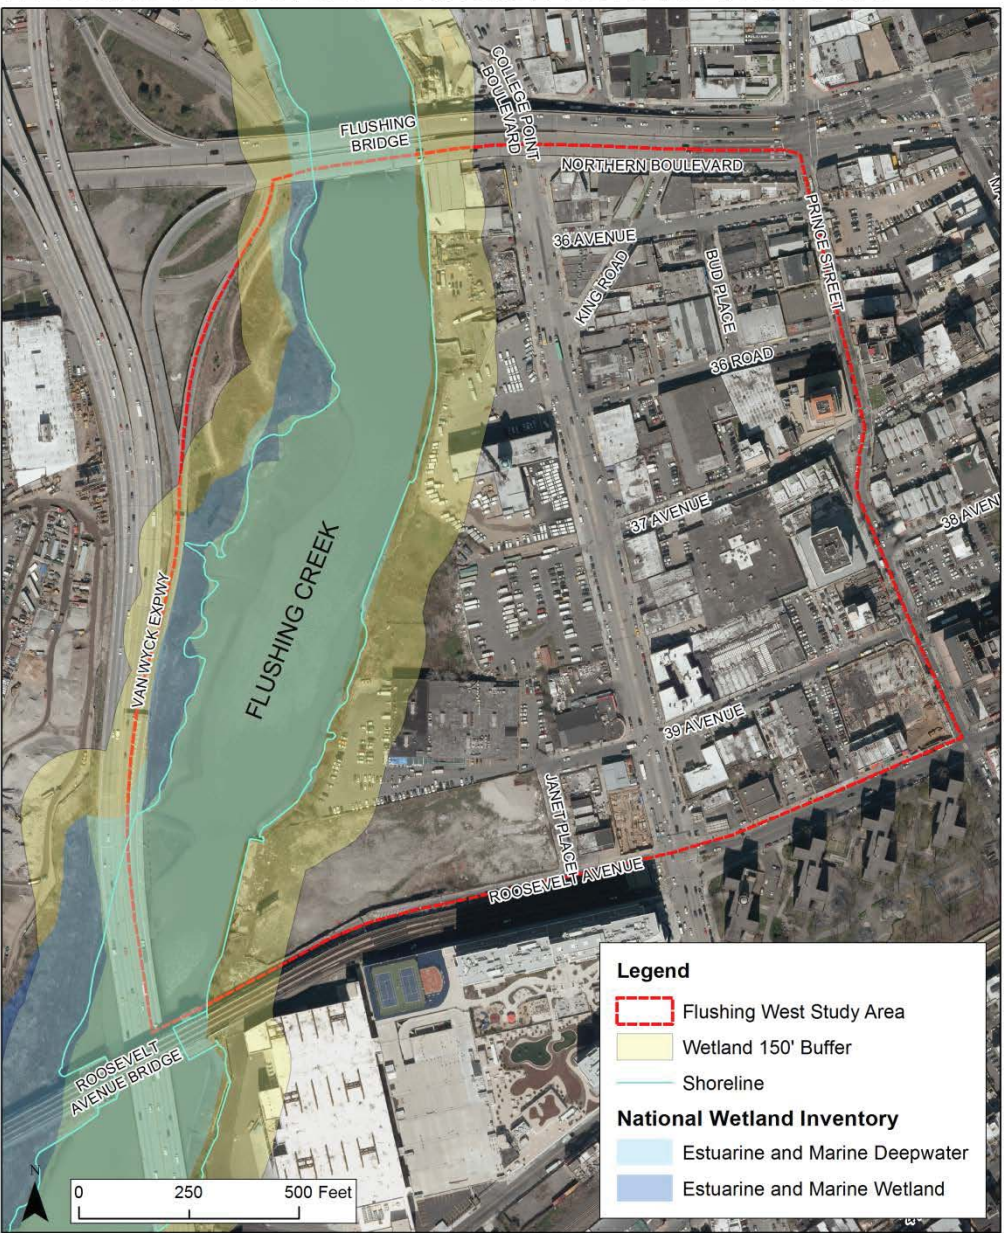 COLLEGE POINT
BOULEVARD
FLUSHING
BRIDGE
NORTHERN BOULEVARD
PRINCE STREET
36 AVENUE
KING ROAD
BUD PLACE
36 ROAD
37 AVENUE
38 AVEN
VAN WYCK EXPWY
FLUSHING CREEK
39 AVENUE
JANET PLACE
ROOSEVELT AVENUE
ROOSEVELT
AVENUE BRIDGE
N
0 250 500 Feet
Legend
Flushing West Study Area
Wetland 150' Buffer
Shoreline
National Wetland Inventory
Estuarine and Marine Deepwater
Estuarine and Marine Wetland